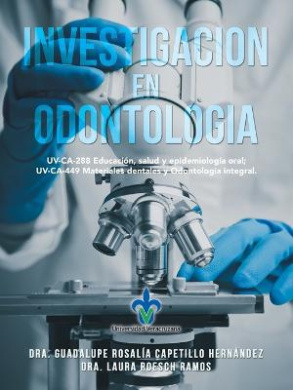 INVESTIGACION
EN
ODONTOLOGIA
UV-CA-288 Educación, salud y epidemiología oral;
UV-CA-449 Materiales dentales y Odontología integral.
Universidad Veracruzana
DRA. GUADALUPE ROSALÍA CAPETILLO HERNÁNDEZ
DRA. LAURA ROESCH RAMOS